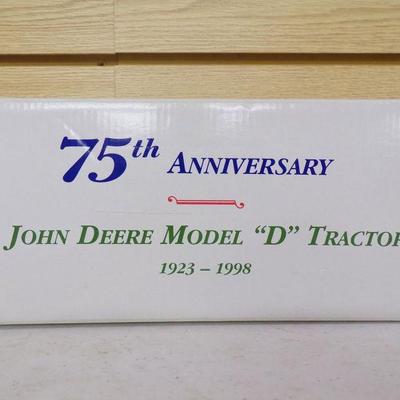 75th ANNIVERSARY
JOHN DEERE MODEL “D” TRACTOR
1923 – 1998